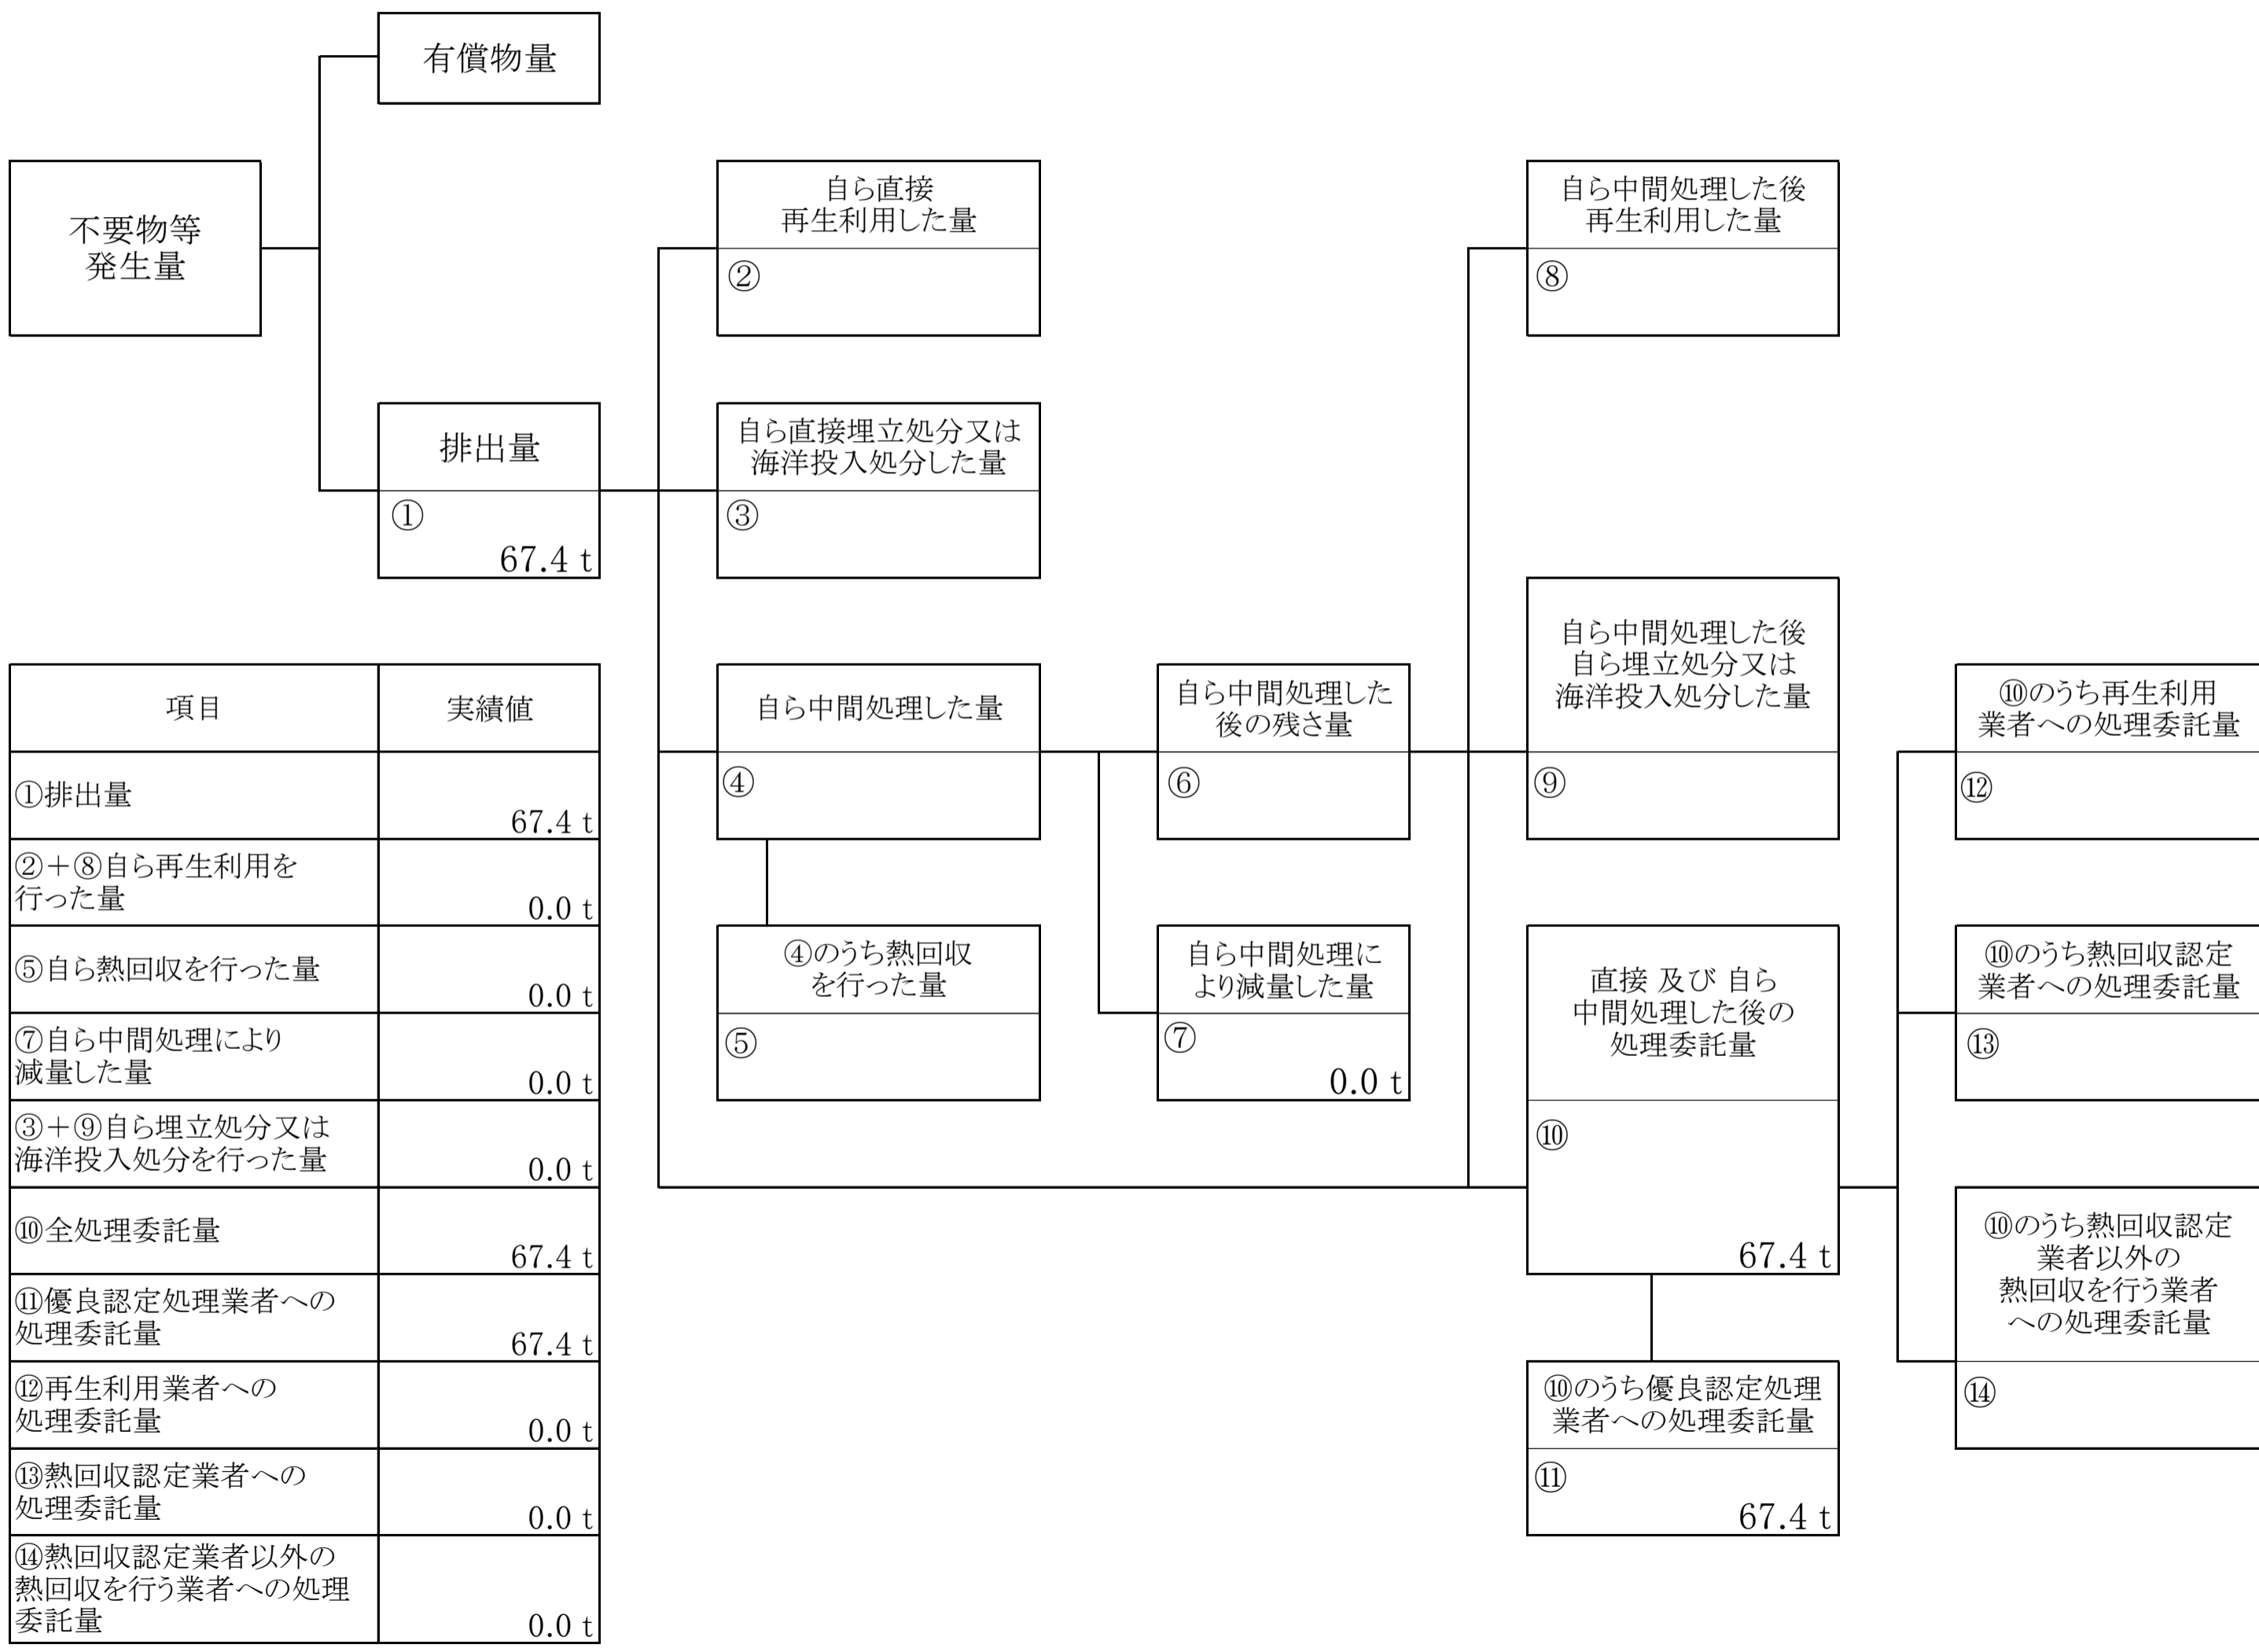 有償物量
不要物等
発生量
自ら直接
再生利用した量
②
自ら中間処理した後
再生利用した量
⑧
排出量
①
67.4 t
自ら直接埋立処分又は
海洋投入処分した量
③
自ら中間処理した量
④
自ら中間処理した
後の残さ量
⑥
自ら中間処理した後
自ら埋立処分又は
海洋投入処分した量
⑨
⑩のうち再生利用
業者への処理委託量
⑫
④のうち熱回収
を行った量
⑤
自ら中間処理に
より減量した量
⑦
0.0 t
直接 及び 自ら
中間処理した後の
処理委託量
⑩
67.4 t
⑩のうち熱回収認定
業者への処理委託量
⑬
⑩のうち熱回収認定
業者以外の
熱回収を行う業者
への処理委託量
⑭
⑩のうち優良認定処理
業者への処理委託量
⑪
67.4 t
項目 実績値
①排出量
67.4 t
②+⑧自ら再生利用を
行った量
0.0 t
⑤自ら熱回収を行った量
0.0 t
⑦自ら中間処理により
減量した量
0.0 t
③+⑨自ら埋立処分又は
海洋投入処分を行った量
0.0 t
⑩全処理委託量
67.4 t
⑪優良認定処理業者への
処理委託量
67.4 t
⑫再生利用業者への
処理委託量
0.0 t
⑬熱回収認定業者への
処理委託量
0.0 t
⑭熱回収認定業者以外の
熱回収を行う業者への処理
委託量
0.0 t